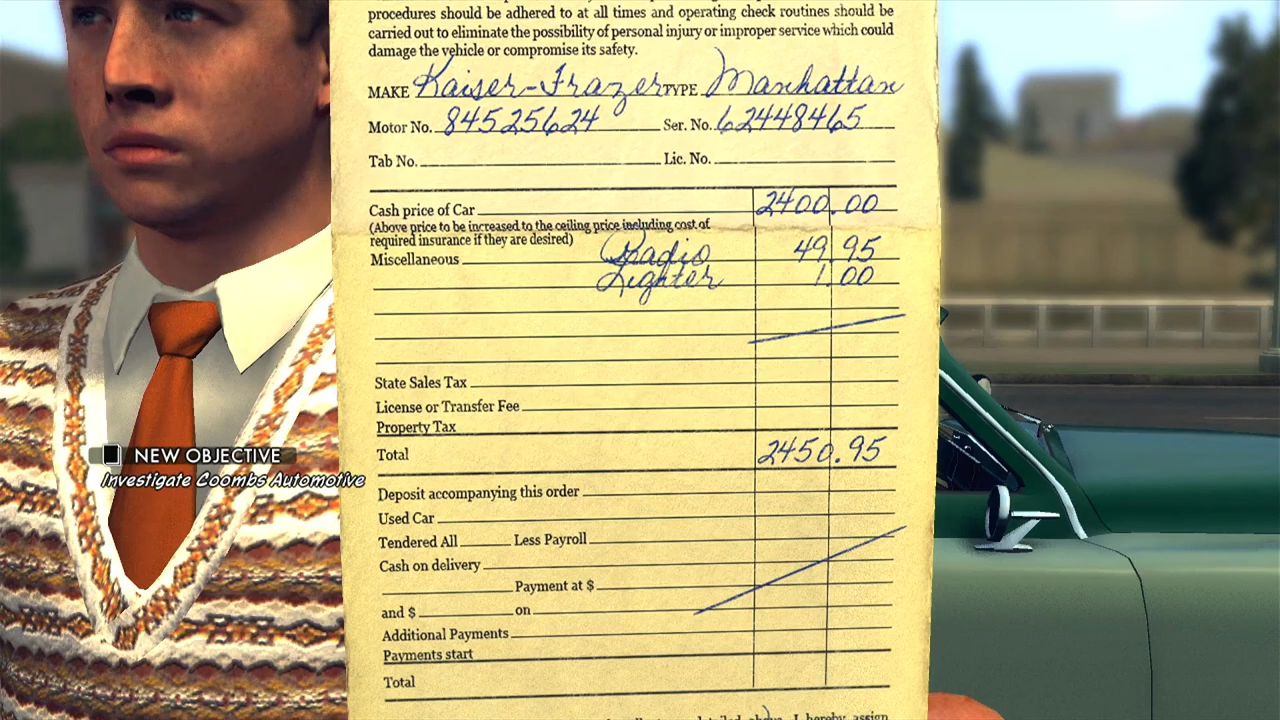 procedures should be adhered to at all times and operating check routines should be
carried out to eliminate the possibility of personal injury or improper service which could
damage the vehicle or compromise its safety.
MAKE Kaiser-Frazer TYPE Manhattan
Motor No. 84525624 Ser. No. 62448465
Tab No. Lic. No.
Cash price of Car 2400.00
(Above price to be increased to the ceiling price including cost of
required insurance if they are desired)
Miscellaneous Radio 49.95
Lighter 1.00
State Sales Tax
License or Transfer Fee
Property Tax
Total 2450.95
Deposit accompanying this order
Used Car
Tendered All Less Payroll
Cash on delivery
Payment at $
and $ on
Additional Payments
Payments start
Total
I hereby assign
NEW OBJECTIVE
Investigate Coombs Automotive